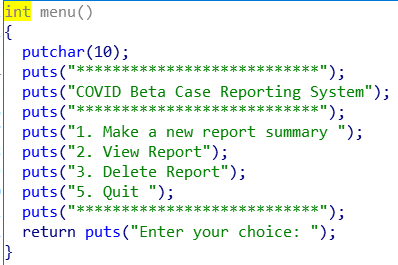 int menu()
{
  putchar(10);
  puts("***************************");
  puts("COVID Beta Case Reporting System");
  puts("***************************");
  puts("1. Make a new report summary ");
  puts("2. View Report");
  puts("3. Delete Report");
  puts("5. Quit ");
  puts("***************************");
  return puts("Enter your choice: ");
}